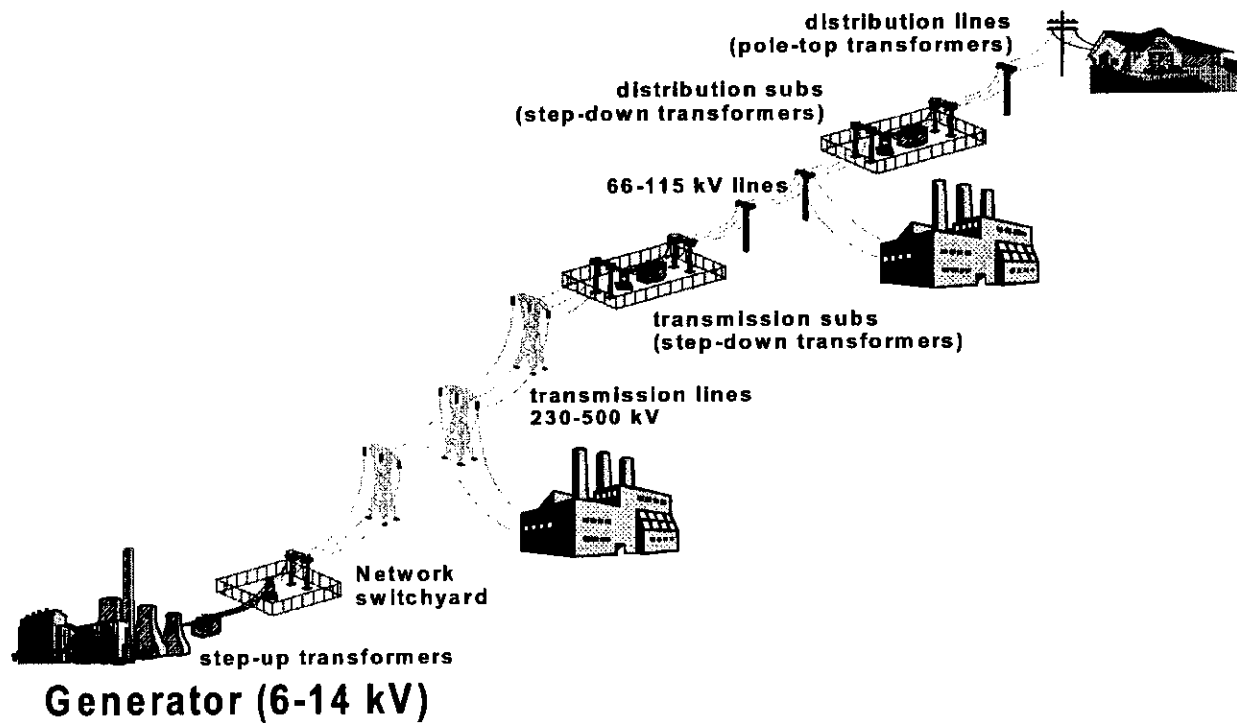 distribution lines
(pole-top transformers)
distribution subs
(step-down transformers)
66-115 kV lines
transmission subs
(step-down transformers)
transmission lines
230-500 kV
Network
switchyard
step-up transformers
Generator (6-14 kV)